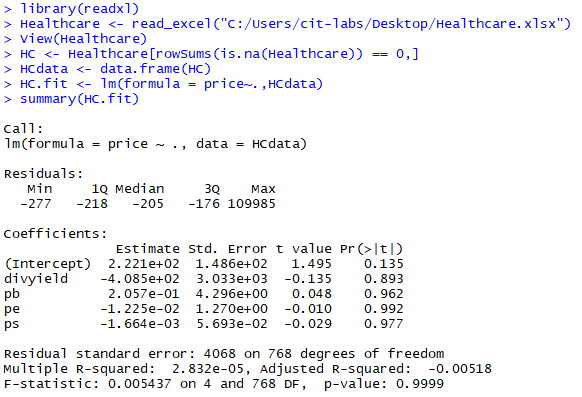 > library(readxl)
> Healthcare <- read_excel("C:/Users/cit-labs/Desktop/Healthcare.xlsx")
> View(Healthcare)
> HC <- Healthcare[rowSums(is.na(Healthcare)) == 0,]
> HCdata <- data.frame(HC)
> HC.fit <- lm(formula = price~.,HCdata)
> summary(HC.fit)
Call:
lm(formula = price ~ ., data = HCdata)
Residuals:
Min 1Q Median 3Q Max
-277 -218 -205 -176 109985
Coefficients:
Estimate Std. Error t value Pr(>|t|)
(Intercept) 2.221e+02 1.486e+02 1.495 0.135
divyield -4.085e+02 3.033e+03 -0.135 0.893
pb 2.057e-01 4.296e+00 0.048 0.962
pe -1.225e-02 1.270e+00 -0.010 0.992
ps -1.664e-03 5.693e-02 -0.029 0.977
Residual standard error: 4068 on 768 degrees of freedom
Multiple R-squared: 2.832e-05, Adjusted R-squared: -0.00518
F-statistic: 0.005437 on 4 and 768 DF, p-value: 0.9999